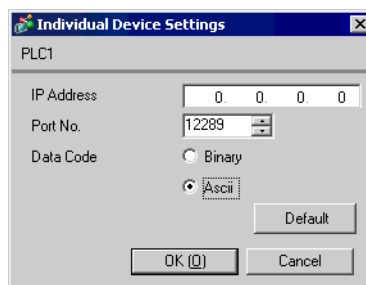 Individual Device Settings
PLC1
IP Address 0. 0. 0. 0
Port No. 12289
Data Code Binary
Ascii
Default
OK (O) Cancel